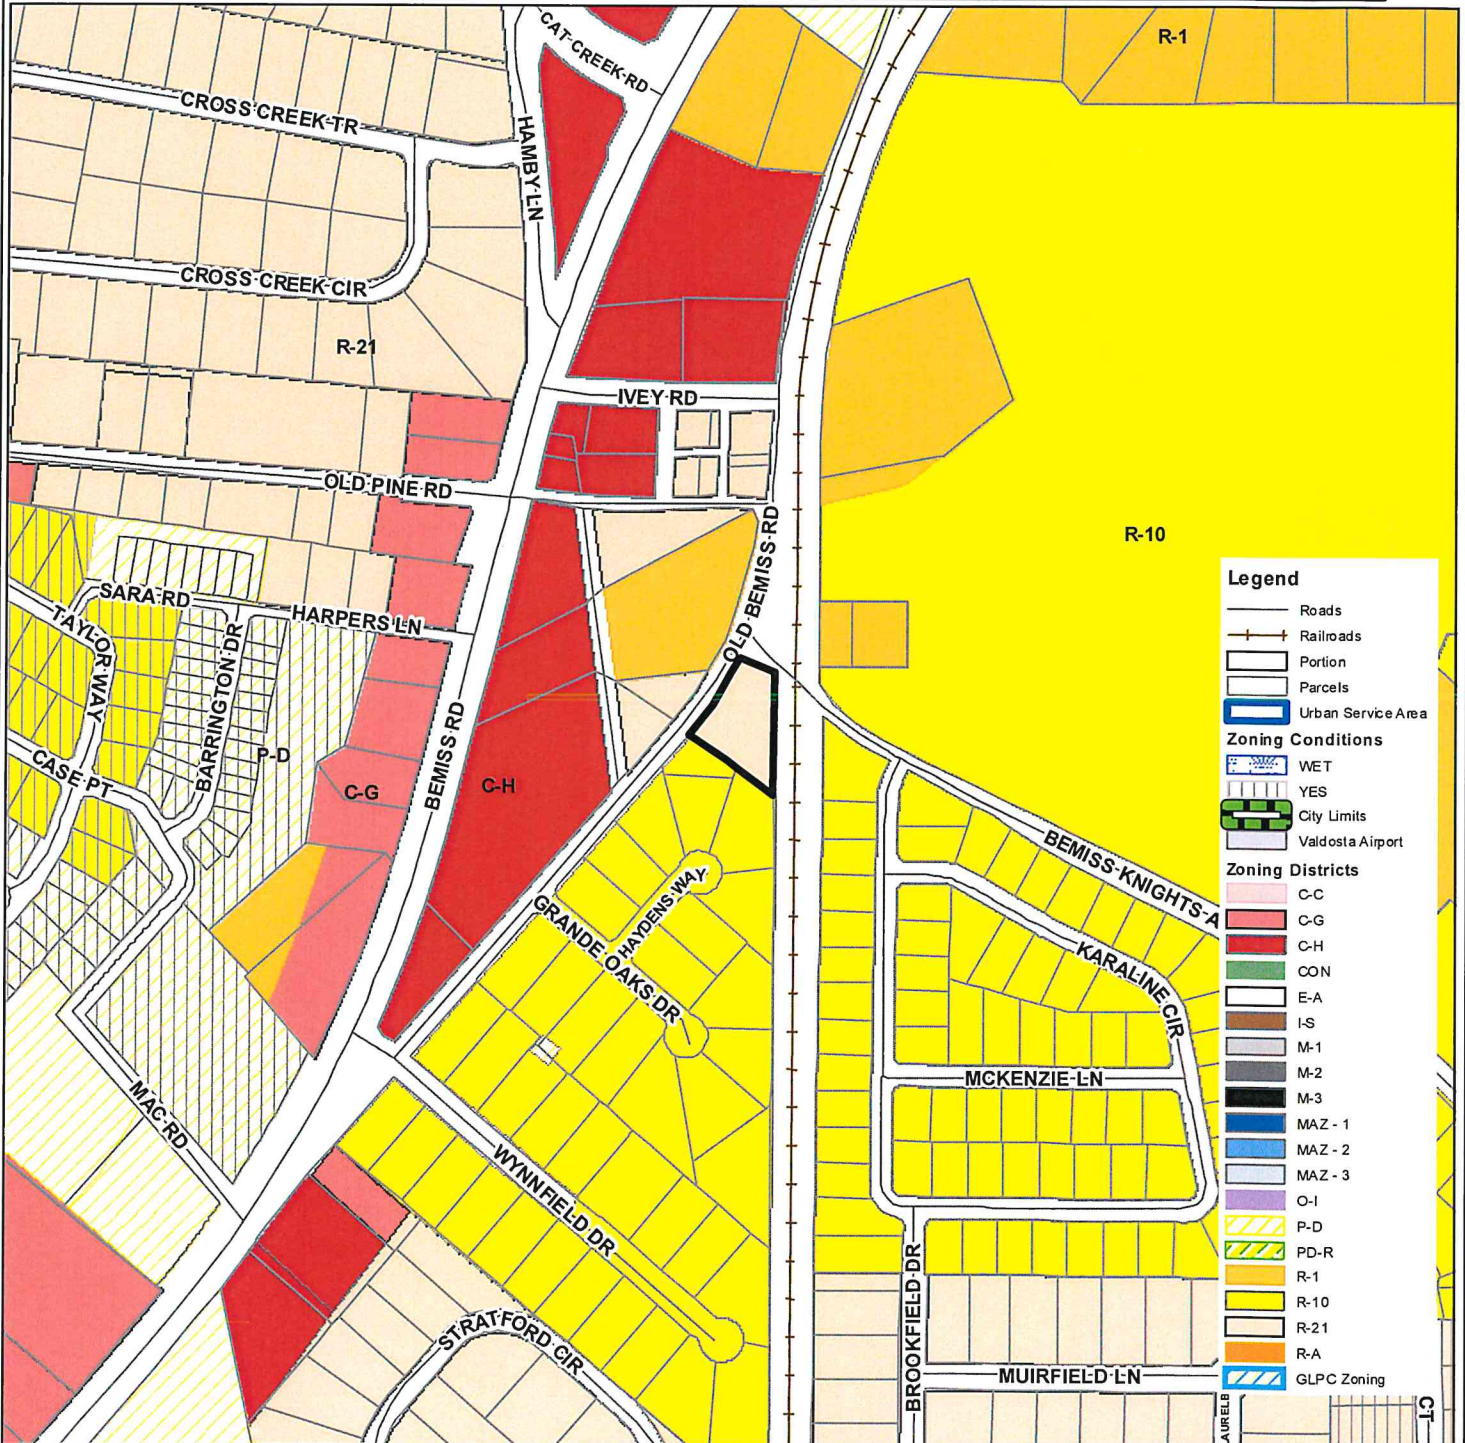 R-1
CAT CREEK RD
CROSS CREEK TR
HAMBY LN
CROSS CREEK CIR
R-21
IVEY RD
OLD PINE RD
R-10
OLD BEMISS RD
SARA RD
HARPERS LN
TAYLOR WAY
BARRINGTON DR
P-D
CASE PT
C-G
BEMISS RD
C-H
BEMISS-KNIGHTS A
HAYDENS WAY
GRANDE OAKS DR
KARALINE CIR
MCKENZIE LN
MAC RD
WYNNFIELD DR
STRATFORD CIR
BROOKFIELD DR
MUIRFIELD LN
AURELB
CT
Legend
Roads
Railroads
Portion
Parcels
Urban Service Area
Zoning Conditions
WET
YES
City Limits
Valdosta Airport
Zoning Districts
C-C
C-G
C-H
CON
E-A
I-S
M-1
M-2
M-3
MAZ - 1
MAZ - 2
MAZ - 3
O-I
P-D
PD-R
R-1
R-10
R-21
R-A
GLPC Zoning